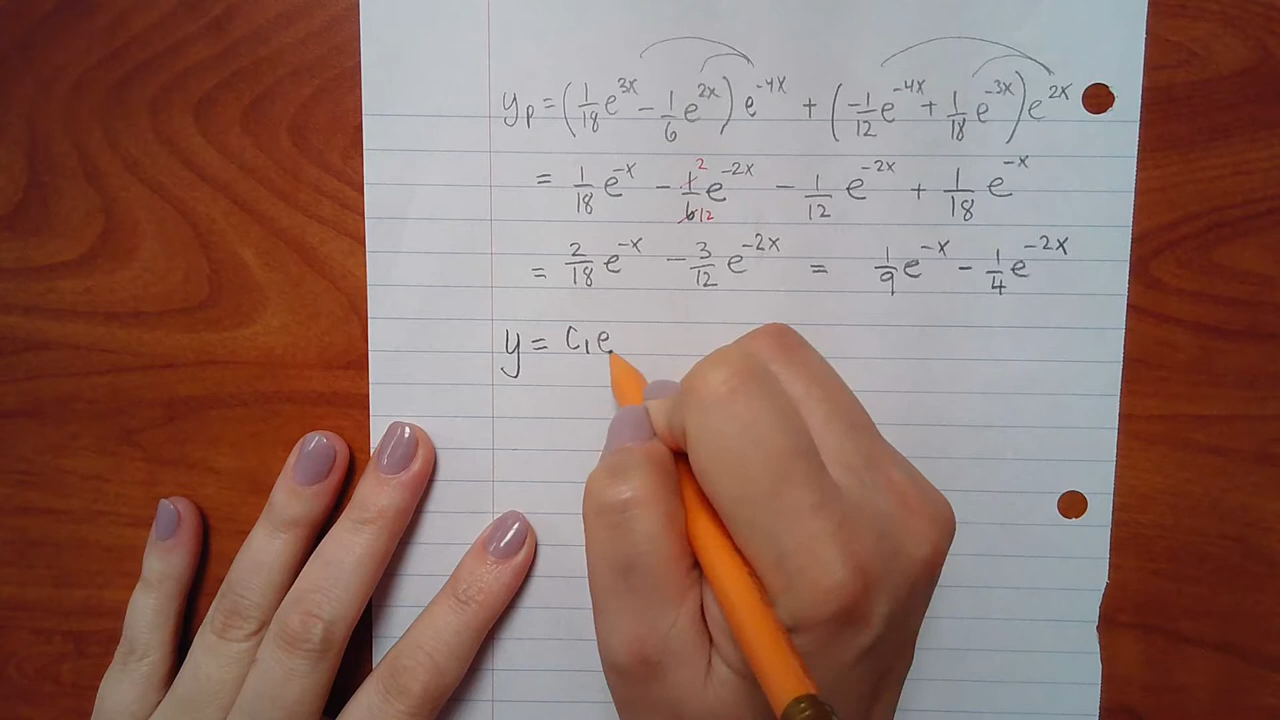 yₚ = (1/18 e^{3x} − 1/6 e^{2x}) e^{-4x} + (-1/12 e^{-4x} + 1/18 e^{-3x}) e^{2x}
= 1/18 e^{-x} − 1/6 2/12 e^{-2x} − 1/12 e^{-2x} + 1/18 e^{-x}
= 2/18 e^{-x} − 3/12 e^{-2x} = 1/9 e^{-x} − 1/4 e^{-2x}
y = C₁e